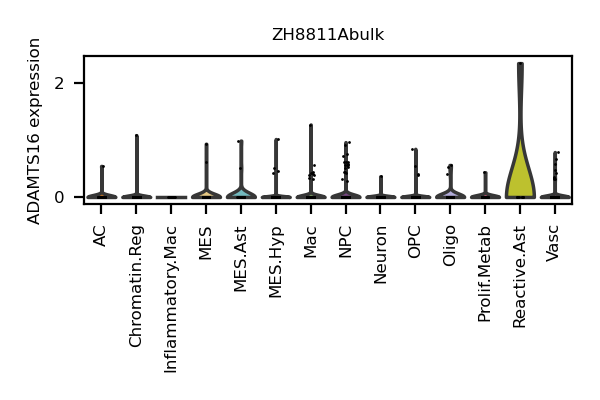 ZH8811Abulk
ADAMTS16 expression
2
0
AC
Chromatin.Reg
Inflammatory.Mac
MES
MES.Ast
MES.Hyp
Mac
NPC
Neuron
OPC
Oligo
Prolif.Metab
Reactive.Ast
Vasc